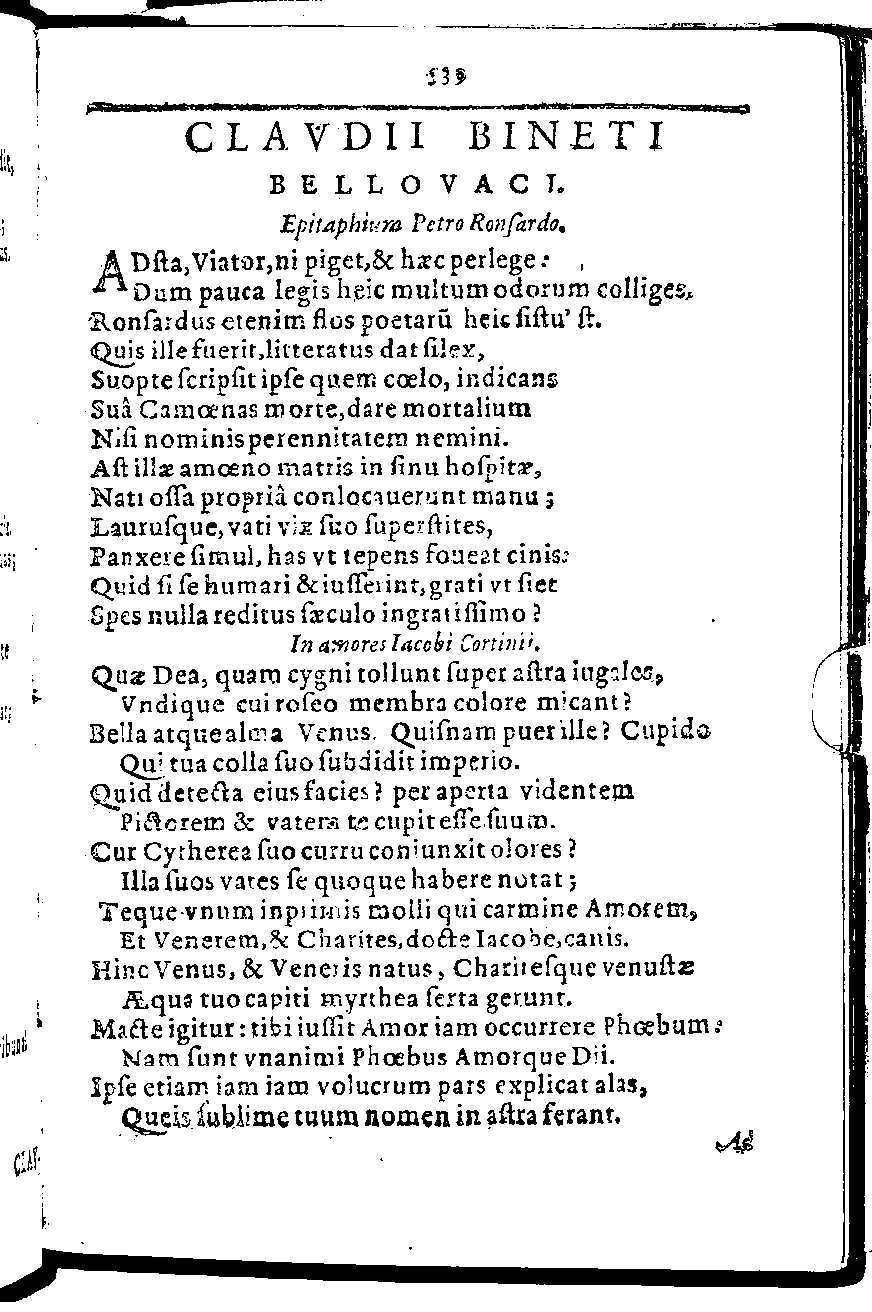 539
CLAVDII BINETI
BELLOVACI.
Epitaphium Petro Ronſardo.
ADſta, Viator, ni piget, & hæc perlege:
Dum pauca legis heic multum odorum colliges,
Ronſardus etenim flos poetarũ heic ſiſtu' ſt.
Quis ille fuerit, litteratus dat ſilex,
Suopte ſcripſit ipſe quem cœlo, indicans
Suâ Camœnas morte, dare mortalium
Niſi nominis perennitatem nemini.
Aſt illæ amœno matris in ſinu hoſpitæ,
Nati oſſa propriâ conlocauerunt manu;
Lauruſque, vati vix ſuo ſuperſtites,
Panxere ſimul, has vt tepens foueat cinis:
Quid ſi ſe humari & iuſſerint, grati vt ſiet
Spes nulla reditus ſæculo ingratiſſimo?
In amores Iacobi Cortinii.
Quæ Dea, quam cygni tollunt ſuper aſtra iugales,
Vndique cui roſeo membra colore micant?
Bella atque alma Venus. Quiſnam puer ille? Cupido
Qui tua colla ſuo ſubdidit imperio.
Quid detecta eius facies? per aperta videntem
Pictorem & vatem te cupit eſſe ſuum.
Cur Cytherea ſuo curru coniunxit olores?
Illa ſuos vates ſe quoque habere notat;
Teque vnum inprimis molli qui carmine Amorem,
Et Venerem, & Charites, docte Iacobe, canis.
Hinc Venus, & Veneris natus, Chariteſque venuſtæ
Æqua tuo capiti myrthea ſerta gerunt.
Macte igitur: tibi iuſſit Amor iam occurrere Phœbum:
Nam ſunt vnanimi Phœbus Amorque Dii.
Ipſe etiam iam iam volucrum pars explicat alas,
Queis ſublime tuum nomen in aſtra ferant.
Ad
CLAV-